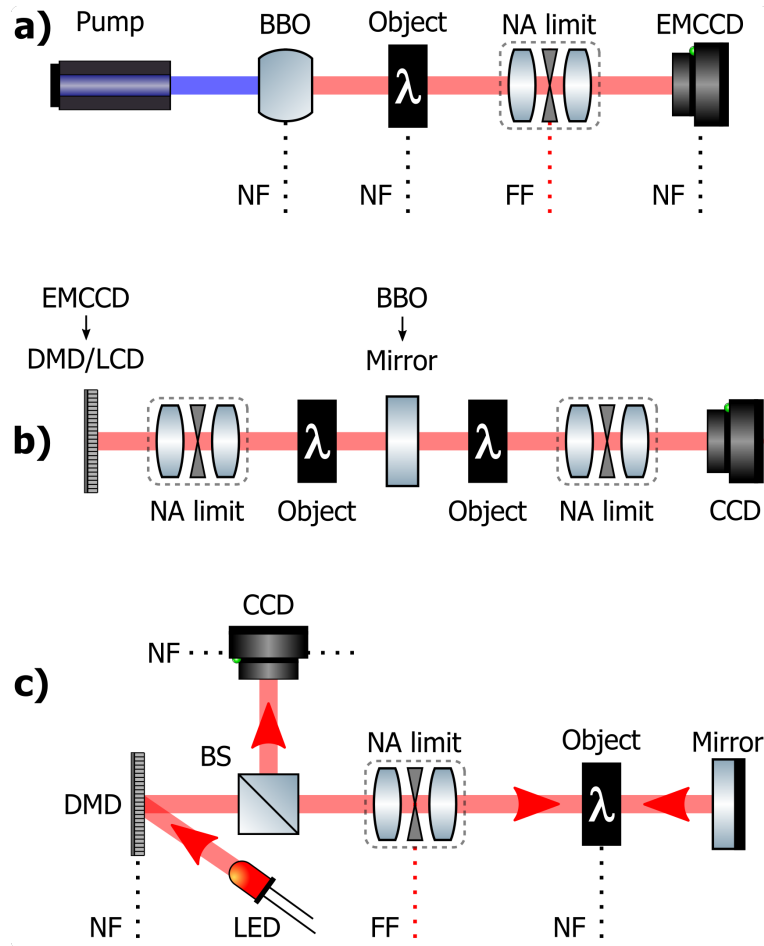 a)
Pump
BBO
Object
NA limit
EMCCD
λ
NF
NF
FF
NF
b)
EMCCD
DMD/LCD
BBO
Mirror
λ
λ
NA limit
Object
Object
NA limit
CCD
c)
CCD
NF
BS
NA limit
Object
Mirror
DMD
λ
LED
NF
FF
NF